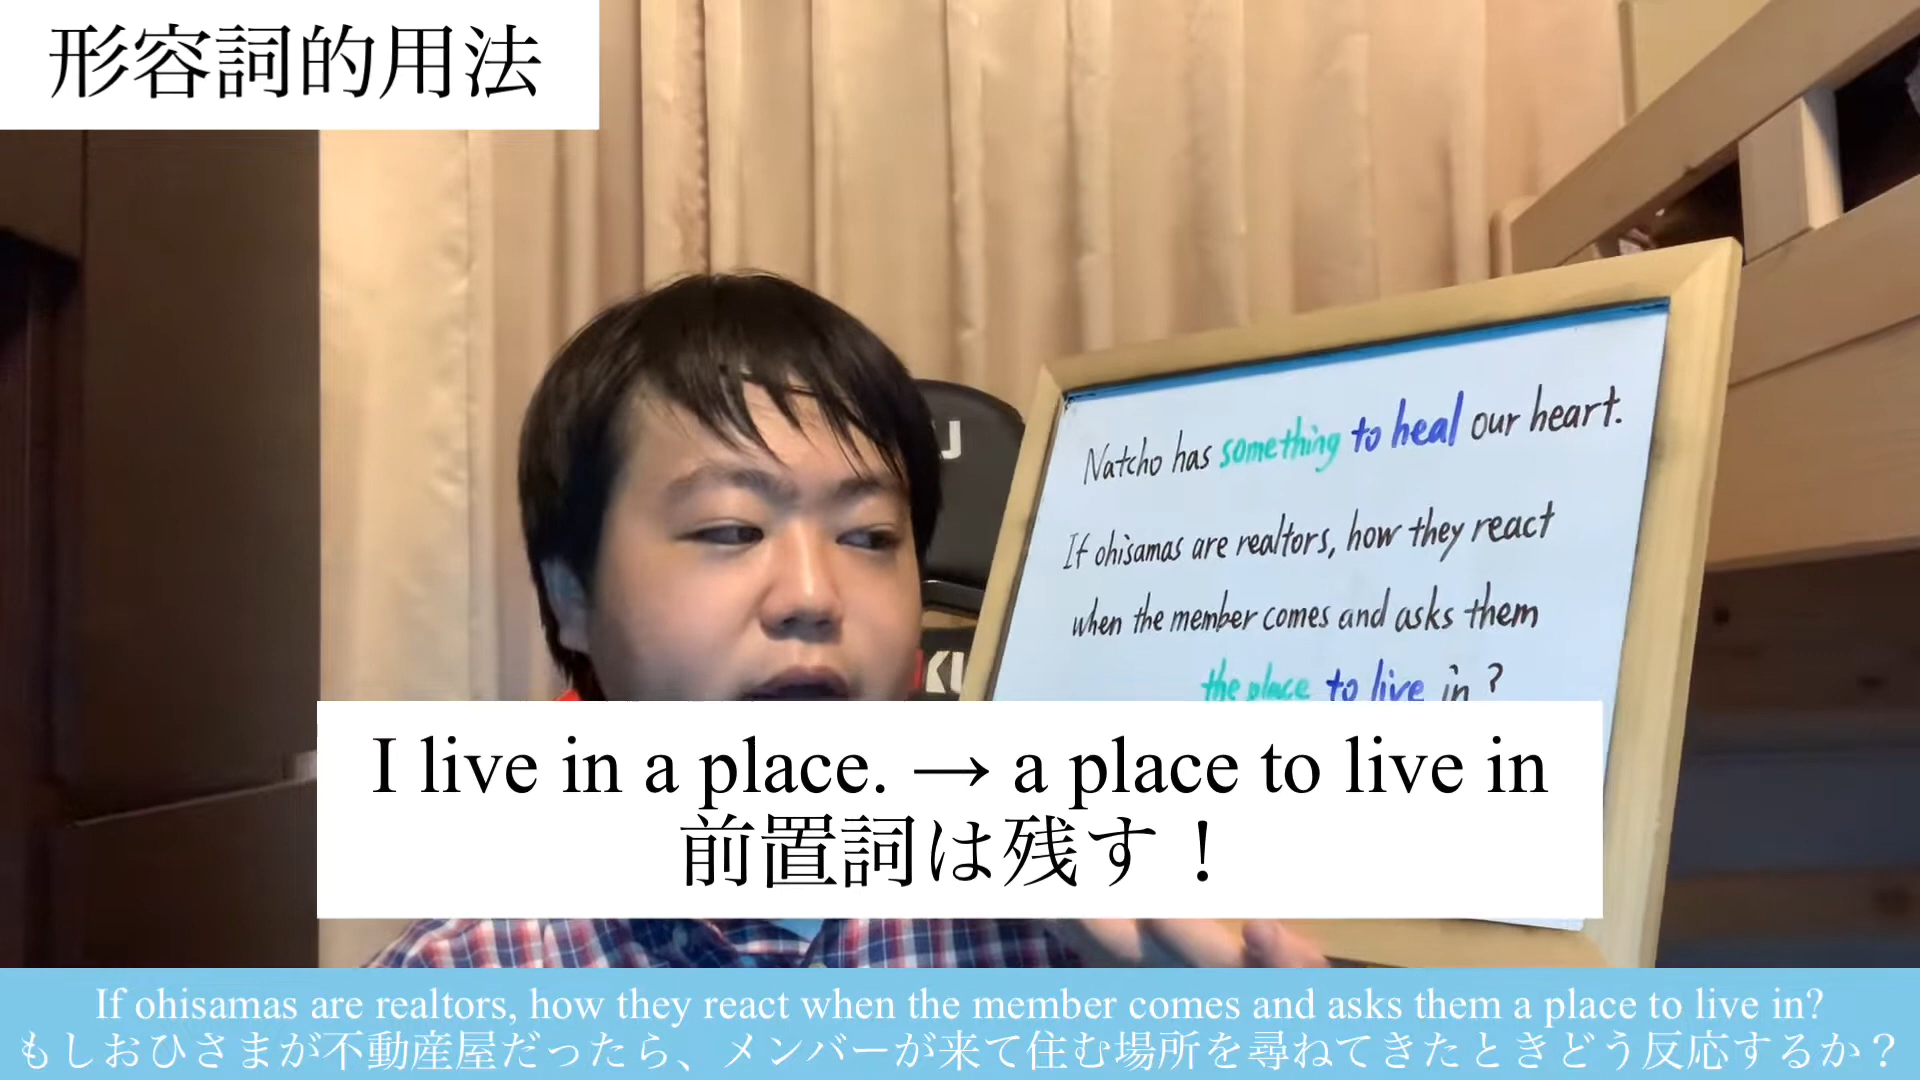 形容詞的用法
Natcho has something to heal our heart.
If ohisamas are realtors, how they react
when the member comes and asks them
the place to live in ?
I live in a place. → a place to live in
前置詞は残す！
If ohisamas are realtors, how they react when the member comes and asks them a place to live in?
もしおひさまが不動産屋だったら、メンバーが来て住む場所を尋ねてきたときどう反応するか？